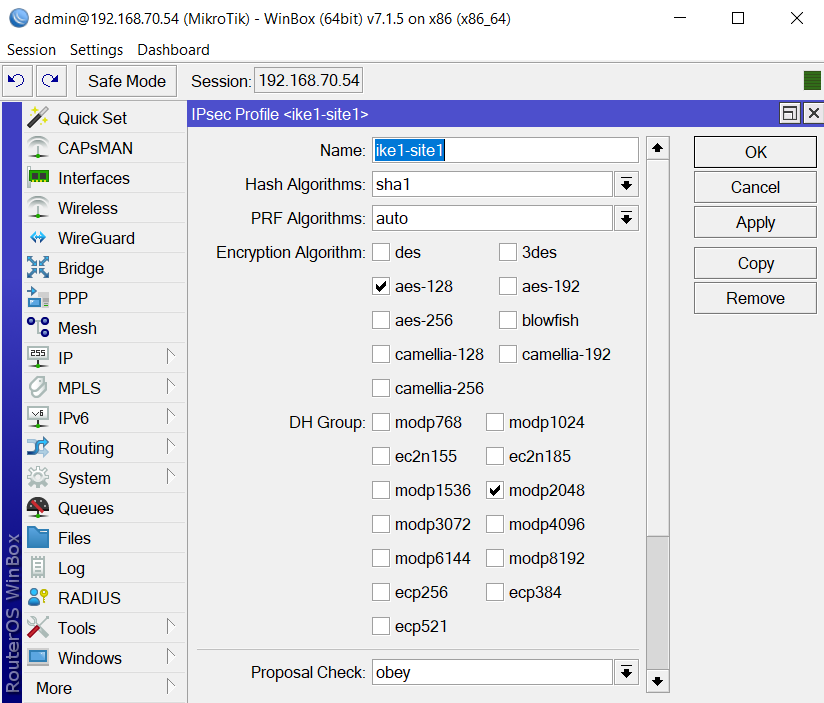 admin@192.168.70.54 (MikroTik) - WinBox (64bit) v7.1.5 on x86 (x86_64)
Session Settings Dashboard
Safe Mode Session: 192.168.70.54
RouterOS WinBox
Quick Set
CAPsMAN
Interfaces
Wireless
WireGuard
Bridge
PPP
Mesh
255
IP
MPLS
v6
IPv6
Routing
System
Queues
Files
Log
RADIUS
Tools
Windows
More
IPsec Profile <ike1-site1>
Name: ike1-site1
Hash Algorithms: sha1
PRF Algorithms: auto
Encryption Algorithm: des 3des
aes-128 aes-192
aes-256 blowfish
camellia-128 camellia-192
camellia-256
DH Group: modp768 modp1024
ec2n155 ec2n185
modp1536 modp2048
modp3072 modp4096
modp6144 modp8192
ecp256 ecp384
ecp521
Proposal Check: obey
OK
Cancel
Apply
Copy
Remove